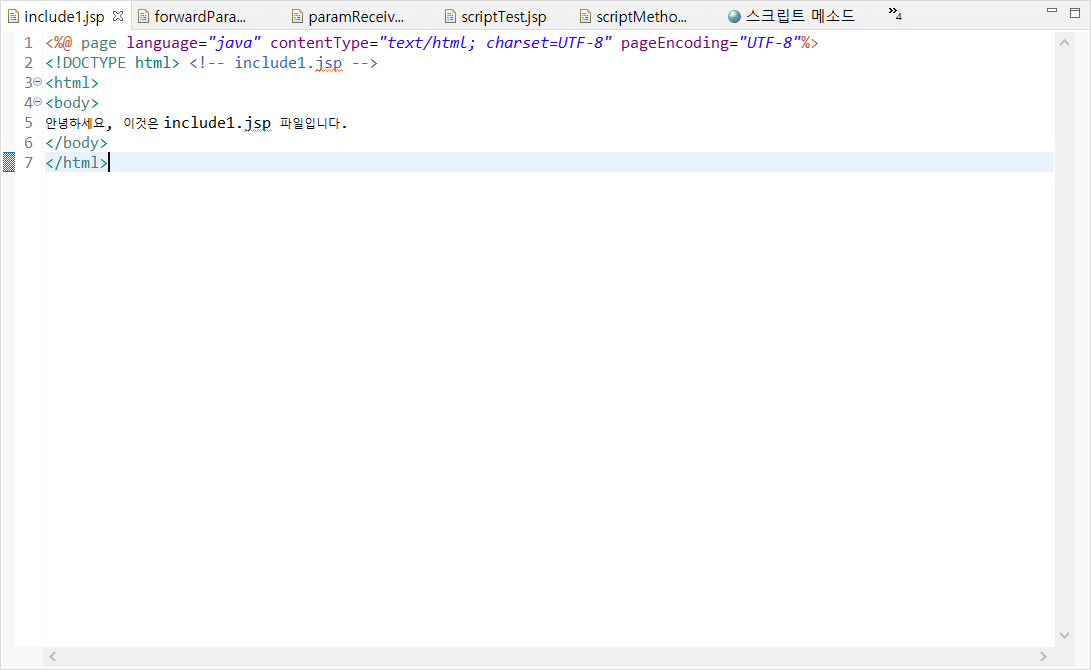 include1.jsp forwardPara... paramReceiv... scriptTest.jsp scriptMetho... 스크립트 메소드 »4
1 <%@ page language="java" contentType="text/html; charset=UTF-8" pageEncoding="UTF-8"%>
2 <!DOCTYPE html> <!-- include1.jsp -->
3 <html>
4 <body>
5 안녕하세요, 이것은 include1.jsp 파일입니다.
6 </body>
7 </html>